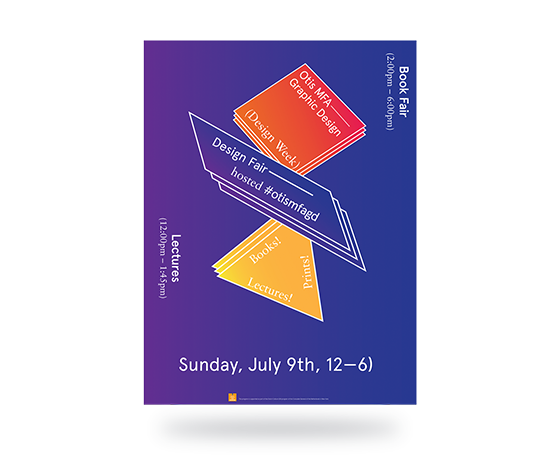 Otis MFA
Graphic Design
(Design Week)
Book Fair
(2:00pm – 6:00pm)
Design Fair
hosted #otismfagd
Books!
Prints!
Lectures!
Lectures
(12:00pm – 1:45pm)
Sunday, July 9th, 12—6)